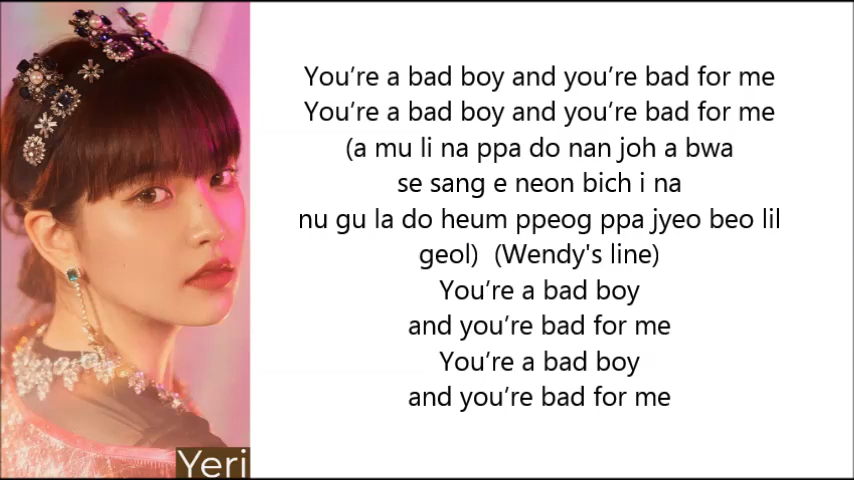 You’re a bad boy and you’re bad for me
You’re a bad boy and you’re bad for me
(a mu li na ppa do nan joh a bwa
se sang e neon bich i na
nu gu la do heum ppeog ppa jyeo beo lil
geol)  (Wendy's line)
You’re a bad boy
and you’re bad for me
You’re a bad boy
and you’re bad for me
Yeri